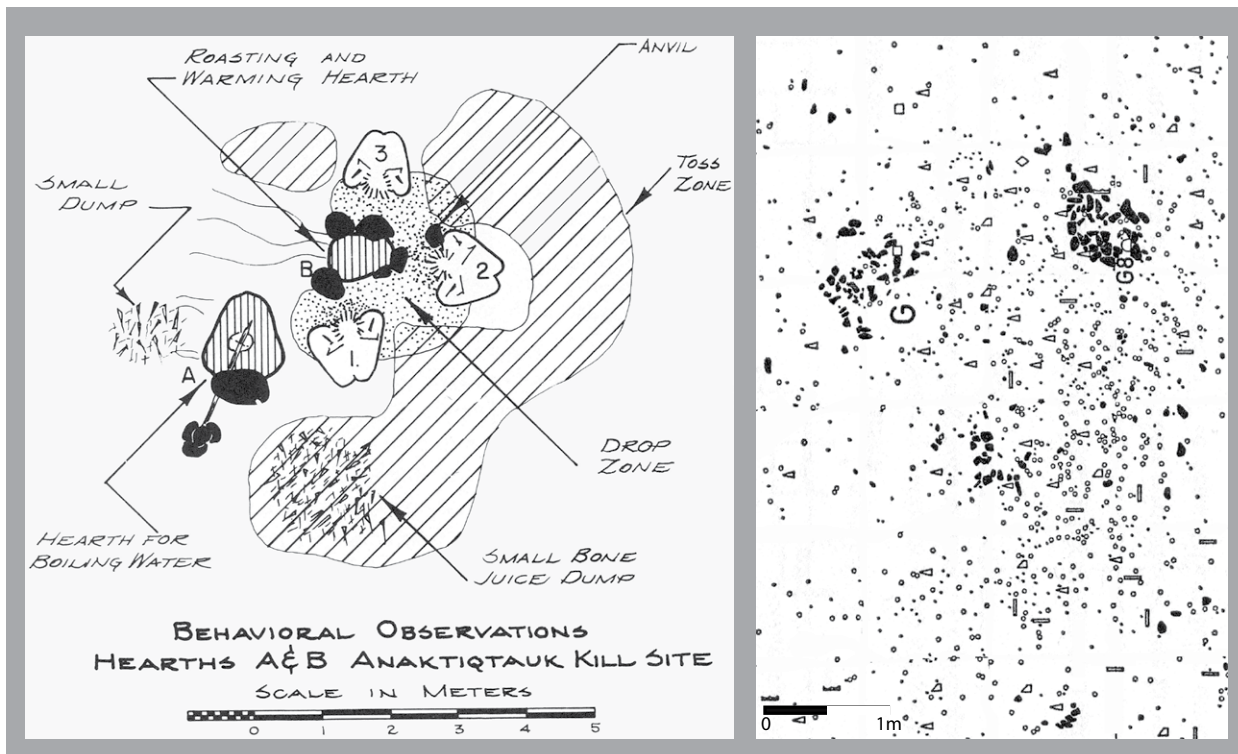 ROASTING AND
WARMING HEARTH
ANVIL
TOSS
ZONE
SMALL
DUMP
3
B
2
1
A
DROP
ZONE
HEARTH FOR
BOILING WATER
SMALL BONE
JUICE DUMP
BEHAVIORAL OBSERVATIONS
HEARTHS A & B ANAKTIQTAUK KILL SITE
SCALE IN METERS
0 1 2 3 4 5
G8
G
0 1m